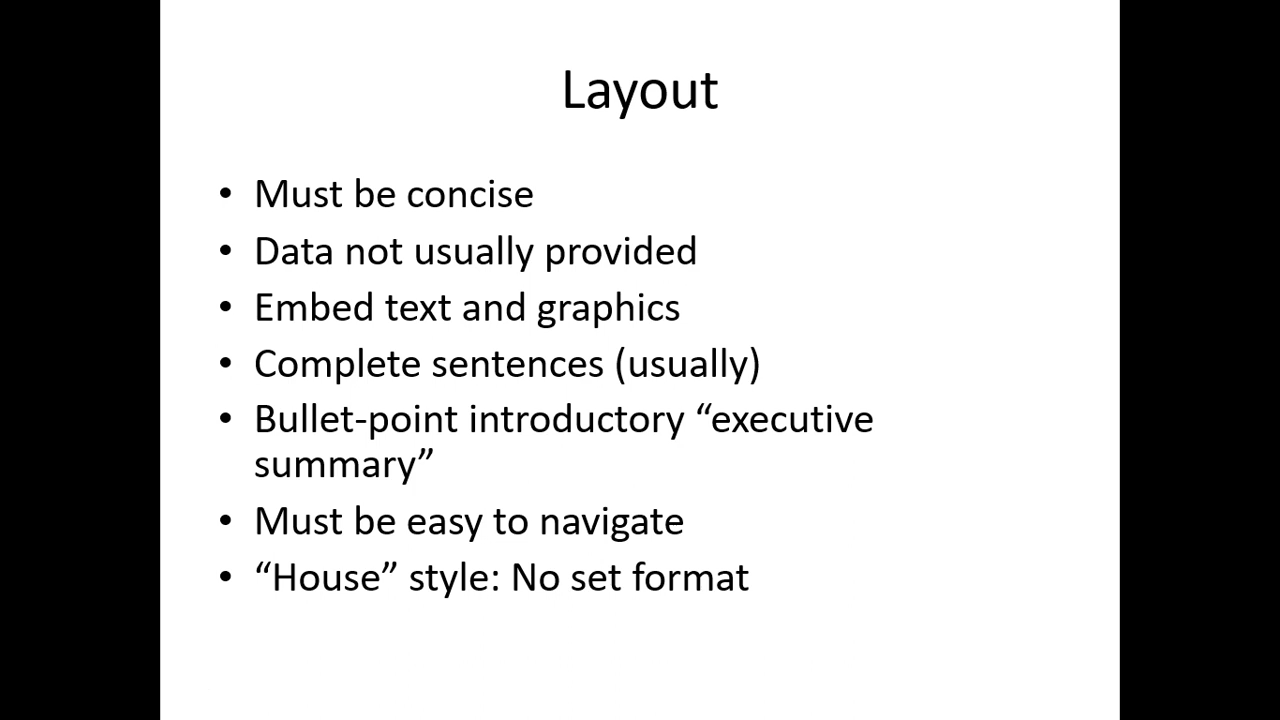 Layout
• Must be concise
• Data not usually provided
• Embed text and graphics
• Complete sentences (usually)
• Bullet-point introductory “executive
summary”
• Must be easy to navigate
• “House” style: No set format